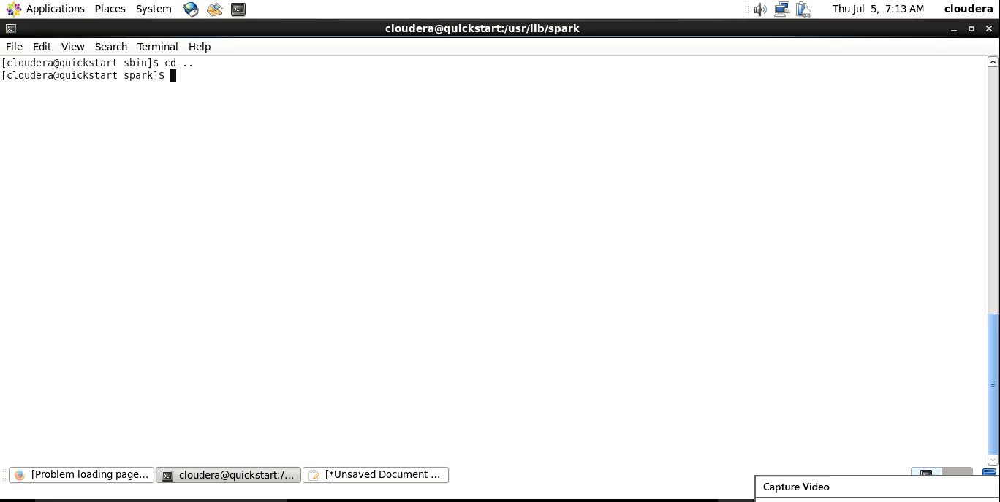 Applications Places System Thu Jul 5, 7:13 AM cloudera
cloudera@quickstart:/usr/lib/spark
File Edit View Search Terminal Help
[cloudera@quickstart sbin]$ cd ..
[cloudera@quickstart spark]$
[Problem loading page... cloudera@quickstart:/... [*Unsaved Document ...
Capture Video